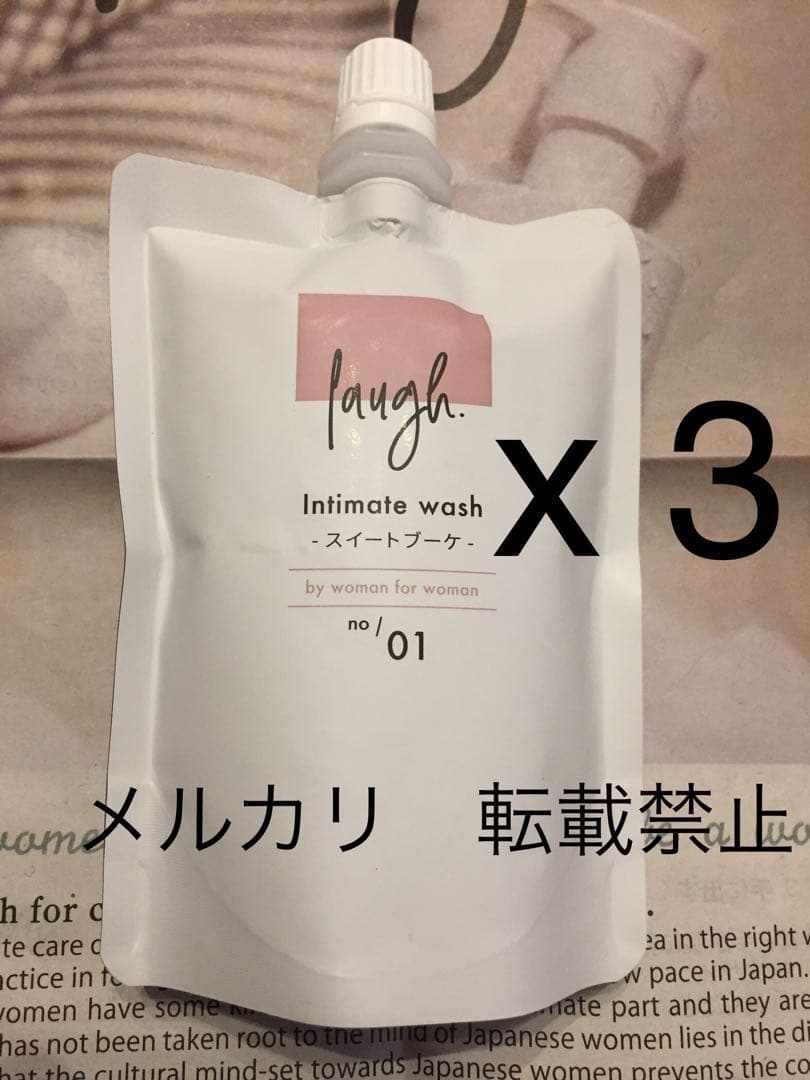 laugh.
Intimate wash
x 3
- スイートブーケ -
by woman for woman
no/01
メルカリ 転載禁止
h for c
te care c
ea in the right w
actice in fo
w pace in Japan.
women have some
mate part and they are
has not been taken root to the mind of Japanese women lies in the di
hat the cultural mind-set towards Japanese women prevents the co